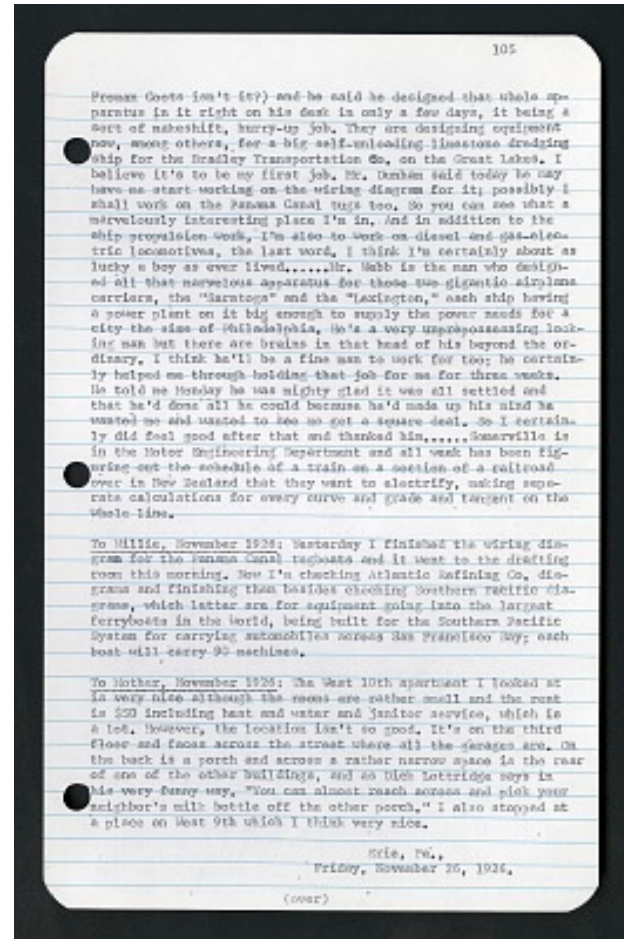 105
Preman Coets isn't it?) and he said he designed that whole ap-
paratus in it right on his desk in only a few days, it being a
sort of makeshift, hurry-up job. They are designing equipment
now, among others, for a big self-unloading limestone dredging
ship for the Bradley Transportation Co, on the Great Lakes. I
believe it's to be my first job. Mr. Dunham said today he may
have me start working on the wiring diagram for it; possibly I
shall work on the Panama Canal tugs too. So you can see what a
marvelously interesting place I'm in. And in addition to the
ship propulsion work, I'm also to work on diesel and gas-elec-
tric locomotives, the last word. I think I'm certainly about as
lucky a boy as ever lived......Mr. Webb is the man who design-
ed all that marvelous apparatus for those two gigantic airplane
carriers, the "Saratoga" and the "Lexington," each ship having
a power plant on it big enough to supply the power needs for a
city the size of Philadelphia. He's a very unprepossessing look-
ing man but there are brains in that head of his beyond the or-
dinary. I think he'll be a fine man to work for too; he certain-
ly helped me through holding that job for me for three weeks.
He told me Monday he was mighty glad it was all settled and
that he'd done all he could because he'd made up his mind he
wanted me and wanted to see me get a square deal. So I certain-
ly did feel good after that and thanked him......Somerville is
in the Motor Engineering Department and all week has been fig-
uring out the schedule of a train on a section of a railroad
over in New Zealand that they want to electrify, making sepe-
rate calculations for every curve and grade and tangent on the
whole line.
To Willie, November 1926: Yesterday I finished the wiring dia-
gram for the Panama Canal tugboats and it went to the drafting
room this morning. Now I'm checking Atlantic Refining Co. dia-
grams and finishing them besides checking Southern Pacific dia-
grams, which latter are for equipment going into the largest
ferryboats in the world, being built for the Southern Pacific
System for carrying automobiles across San Francisco Bay; each
boat will carry 90 machines.
To Mother, November 1926: The West 10th apartment I looked at
is very nice although the rooms are rather small and the rent
is $50 including heat and water and janitor service, which is
a lot. However, the location isn't so good. It's on the third
floor and faces across the street where all the garages are. On
the back is a porch and across a rather narrow space is the rear
of one of the other buildings, and as Dick Lottridge says in
his very funny way, "You can almost reach across and pick your
neighbor's milk bottle off the other porch." I also stopped at
a place on West 9th which I think very nice.
Erie, Pa.,
Friday, November 26, 1926.
(over)